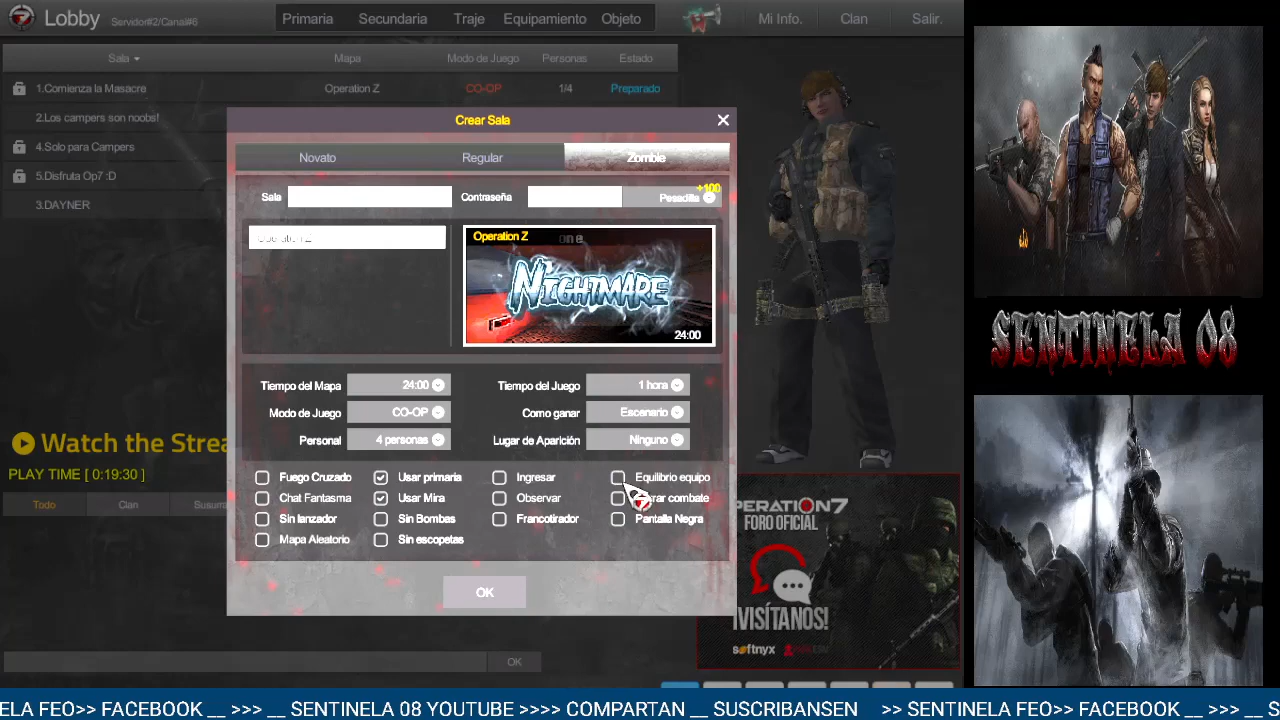 Lobby Servidor#2/Canal#6 Primaria Secundaria Traje Equipamiento Objeto Mi Info. Clan Salir.
Sala Mapa Modo de Juego Personas Estado
1.Comienza la Masacre Operation Z CO-OP 1/4 Preparado
2.Los campers son noobs!
4.Solo para Campers
5.Disfruta Op7 :D
3.DAYNER
Crear Sala
Novato Regular Zombie
Sala Contraseña +100 Pesadilla
Operation Z
Operation Z
NIGHTMARE
24:00
Tiempo del Mapa 24:00 Tiempo del Juego 1 hora
Modo de Juego CO-OP Como ganar Escenario
Personal 4 personas Lugar de Aparición Ninguno
Fuego Cruzado Usar primaria Ingresar Equilibrio equipo
Chat Fantasma Usar Mira Observar combate
Sin lanzador Sin Bombas Francotirador Pantalla Negra
Mapa Aleatorio Sin escopetas
OK
Watch the Strea
PLAY TIME [ 0:19:30 ]
Todo Clan Susurra
OK
OPERATION7
FORO OFICIAL
¡VISÍTANOS!
softnyx
SENTINELA 08
ELA FEO>> FACEBOOK __ >>> __ SENTINELA 08 YOUTUBE >>>> COMPARTAN __ SUSCRIBANSEN >> SENTINELA FEO>> FACEBOOK __ >>> __ S